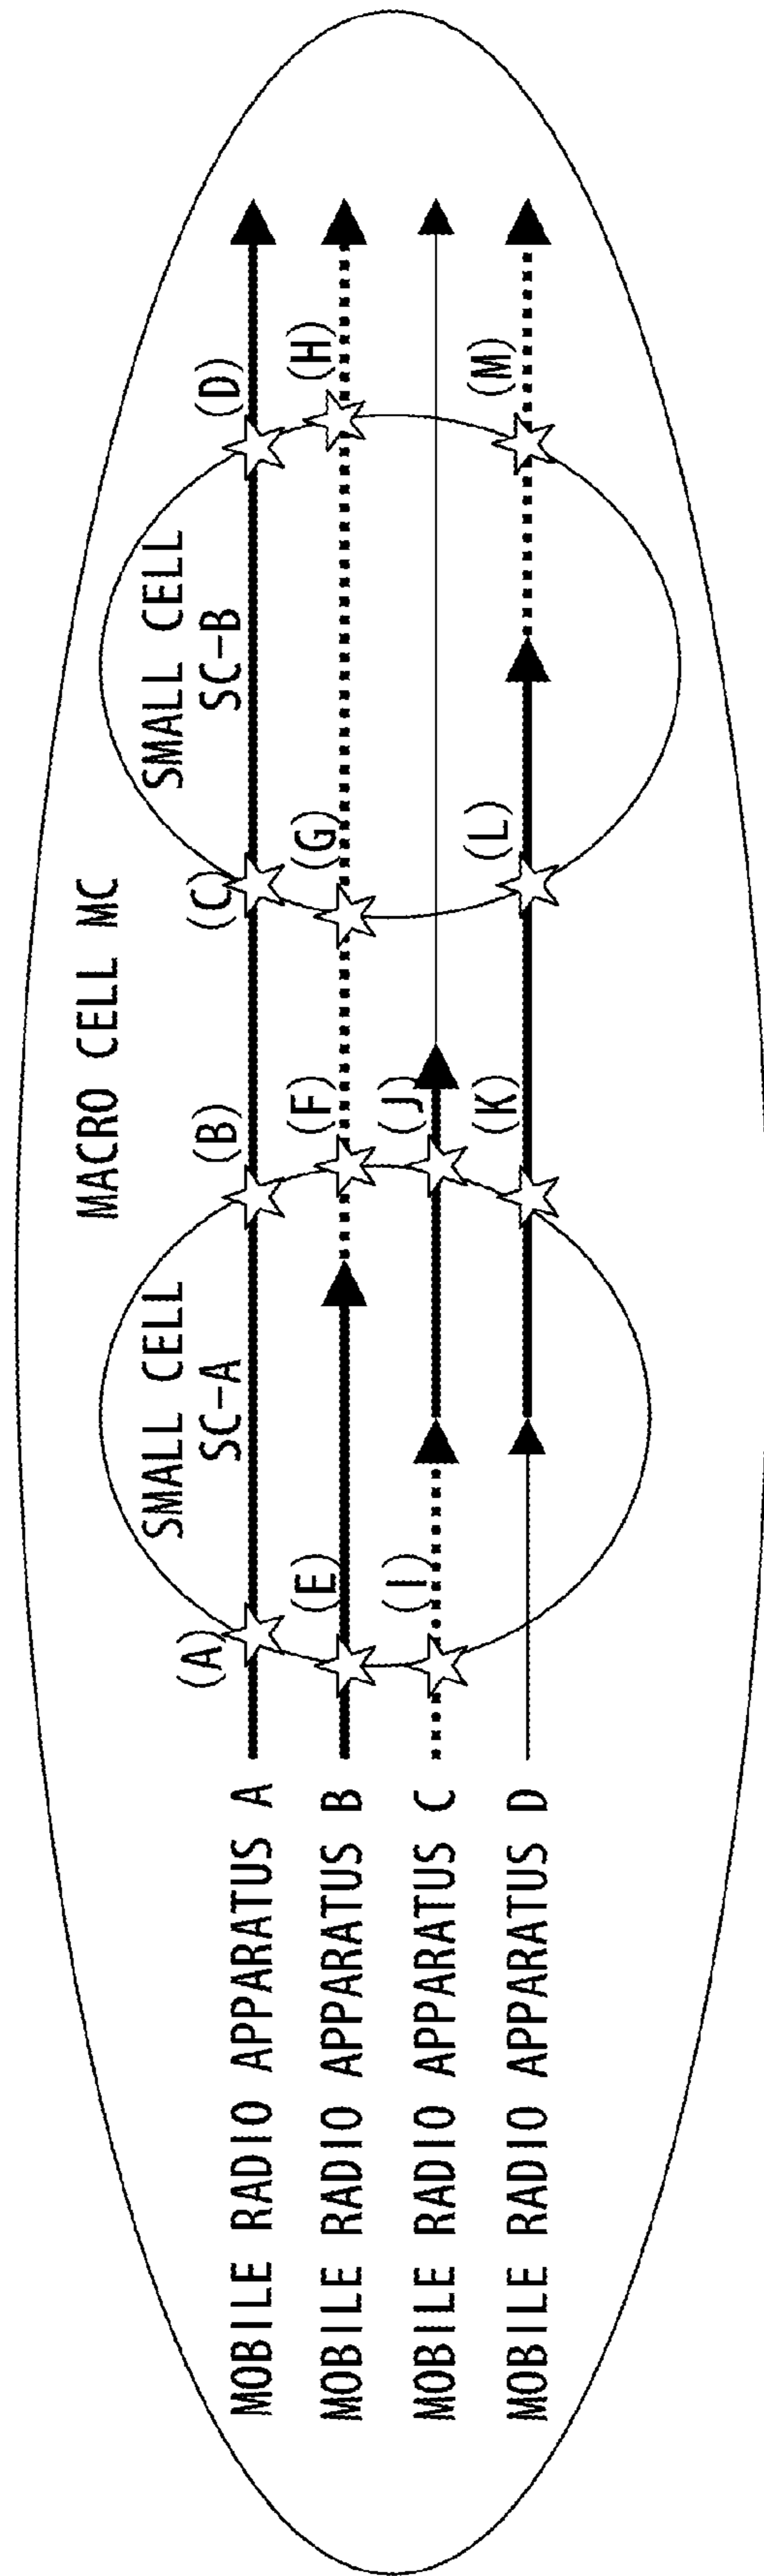 MACRO CELL MC
SMALL CELL
SC-A
SMALL CELL
SC-B
MOBILE RADIO APPARATUS A
(A)
(B)
(C)
(D)
MOBILE RADIO APPARATUS B
(E)
(F)
(G)
(H)
MOBILE RADIO APPARATUS C
(I)
(J)
MOBILE RADIO APPARATUS D
(K)
(L)
(M)